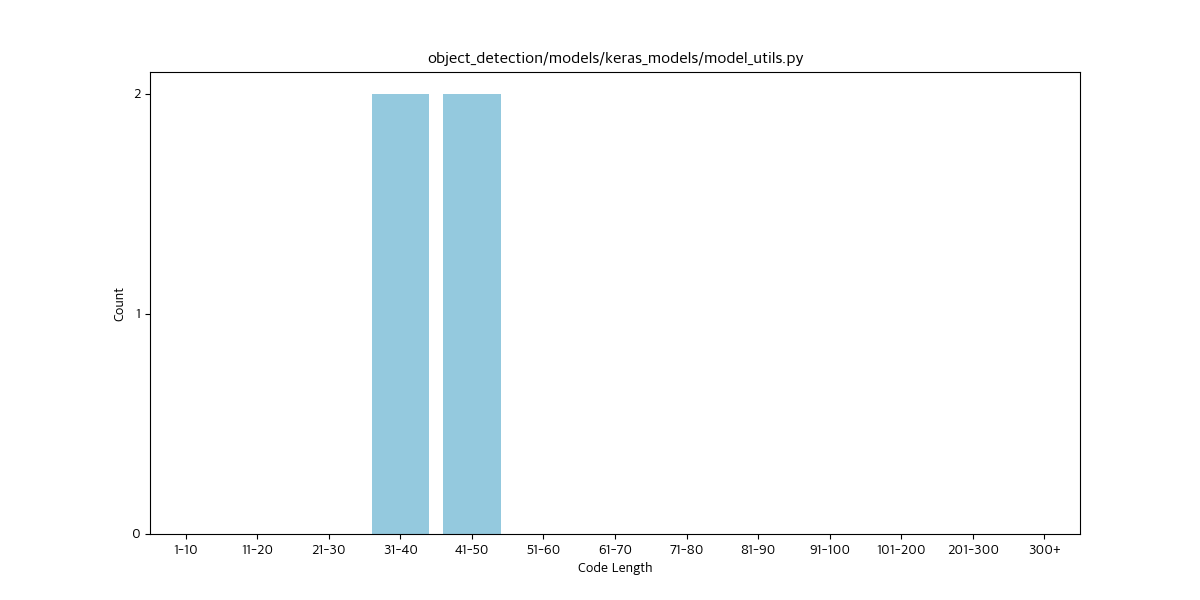 object_detection/models/keras_models/model_utils.py
Count
2
1
0
1-10 11-20 21-30 31-40 41-50 51-60 61-70 71-80 81-90 91-100 101-200 201-300 300+
Code Length